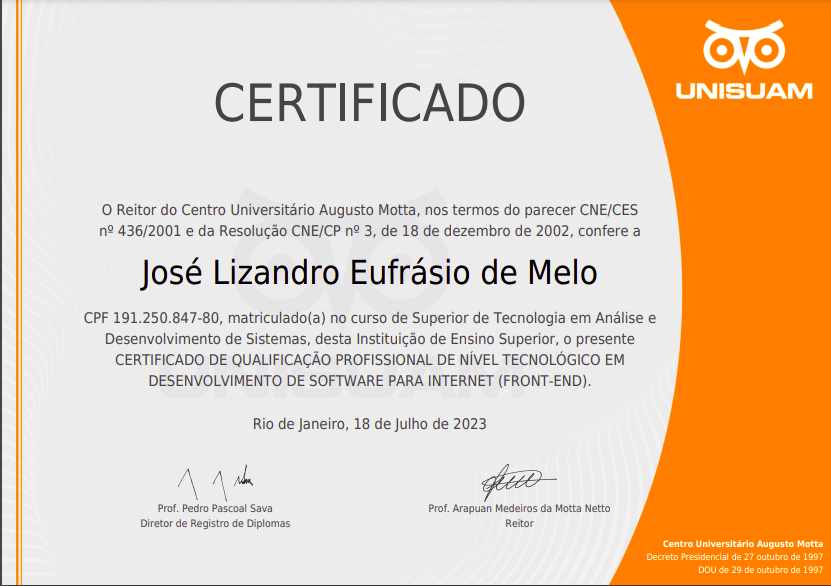 UNISUAM
CERTIFICADO
O Reitor do Centro Universitário Augusto Motta, nos termos do parecer CNE/CES
nº 436/2001 e da Resolução CNE/CP nº 3, de 18 de dezembro de 2002, confere a
José Lizandro Eufrásio de Melo
CPF 191.250.847-80, matriculado(a) no curso de Superior de Tecnologia em Análise e
Desenvolvimento de Sistemas, desta Instituição de Ensino Superior, o presente
CERTIFICADO DE QUALIFICAÇÃO PROFISSIONAL DE NÍVEL TECNOLÓGICO EM
DESENVOLVIMENTO DE SOFTWARE PARA INTERNET (FRONT-END).
UNISUAM
Rio de Janeiro, 18 de Julho de 2023
Prof. Pedro Pascoal Sava
Diretor de Registro de Diplomas
Prof. Arapuan Medeiros da Motta Netto
Reitor
Centro Universitário Augusto Motta
Decreto Presidencial de 27 outubro de 1997
DOU de 29 de outubro de 1997